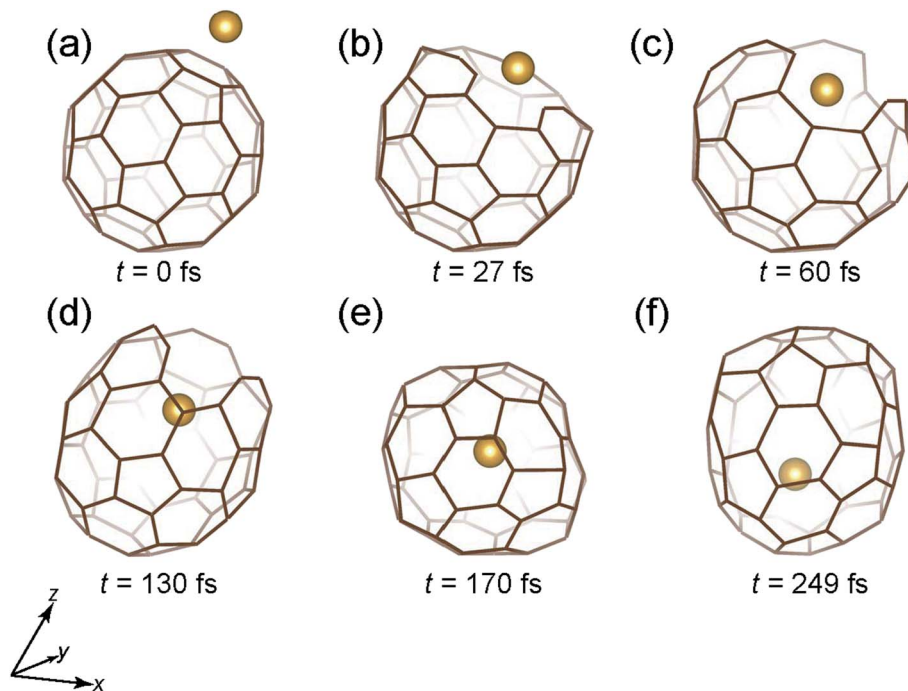 (a)
(b)
(c)
t = 0 fs
t = 27 fs
t = 60 fs
(d)
(e)
(f)
t = 130 fs
t = 170 fs
t = 249 fs
z
y
x